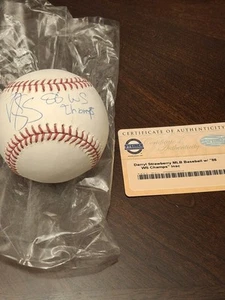 86 WS
Champs
CERTIFICATE OF AUTHENTICITY
Darryl Strawberry MLB Baseball w/ "86
WS Champs" Insc